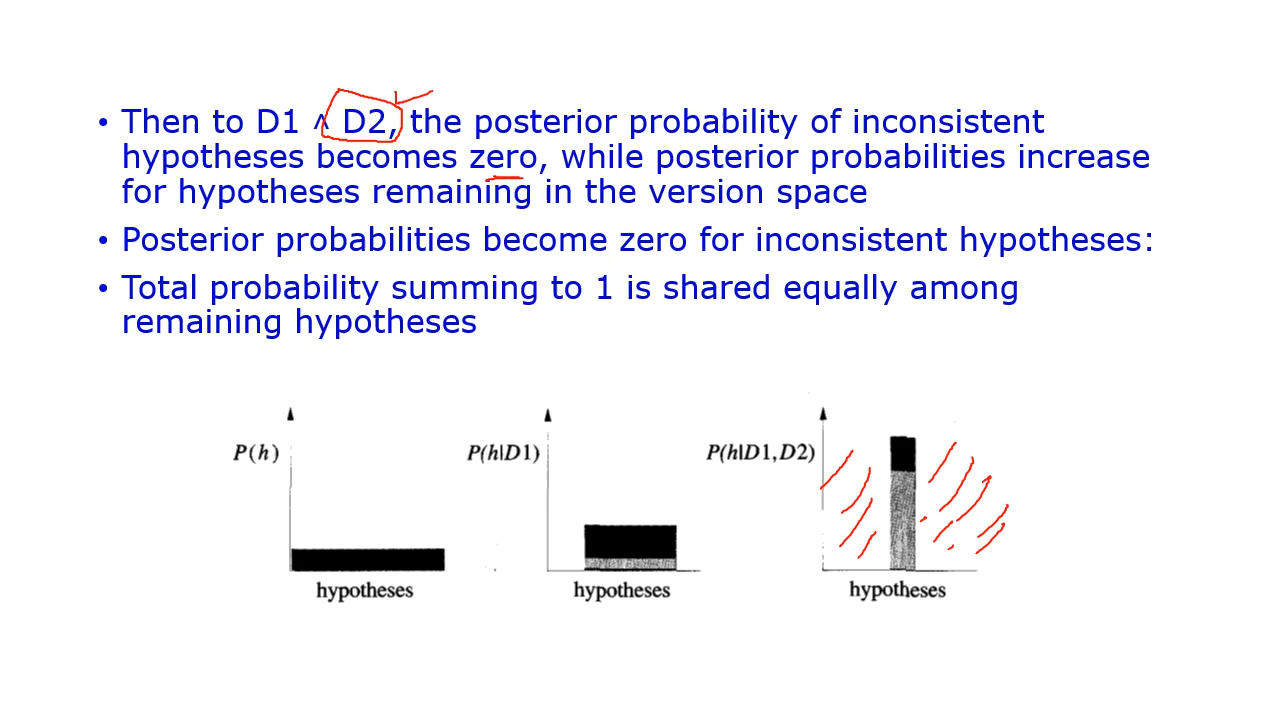 • Then to D1 ^ D2, the posterior probability of inconsistent
hypotheses becomes zero, while posterior probabilities increase
for hypotheses remaining in the version space
• Posterior probabilities become zero for inconsistent hypotheses:
• Total probability summing to 1 is shared equally among
remaining hypotheses
P(h) P(h|D1) P(h|D1, D2)
hypotheses hypotheses hypotheses